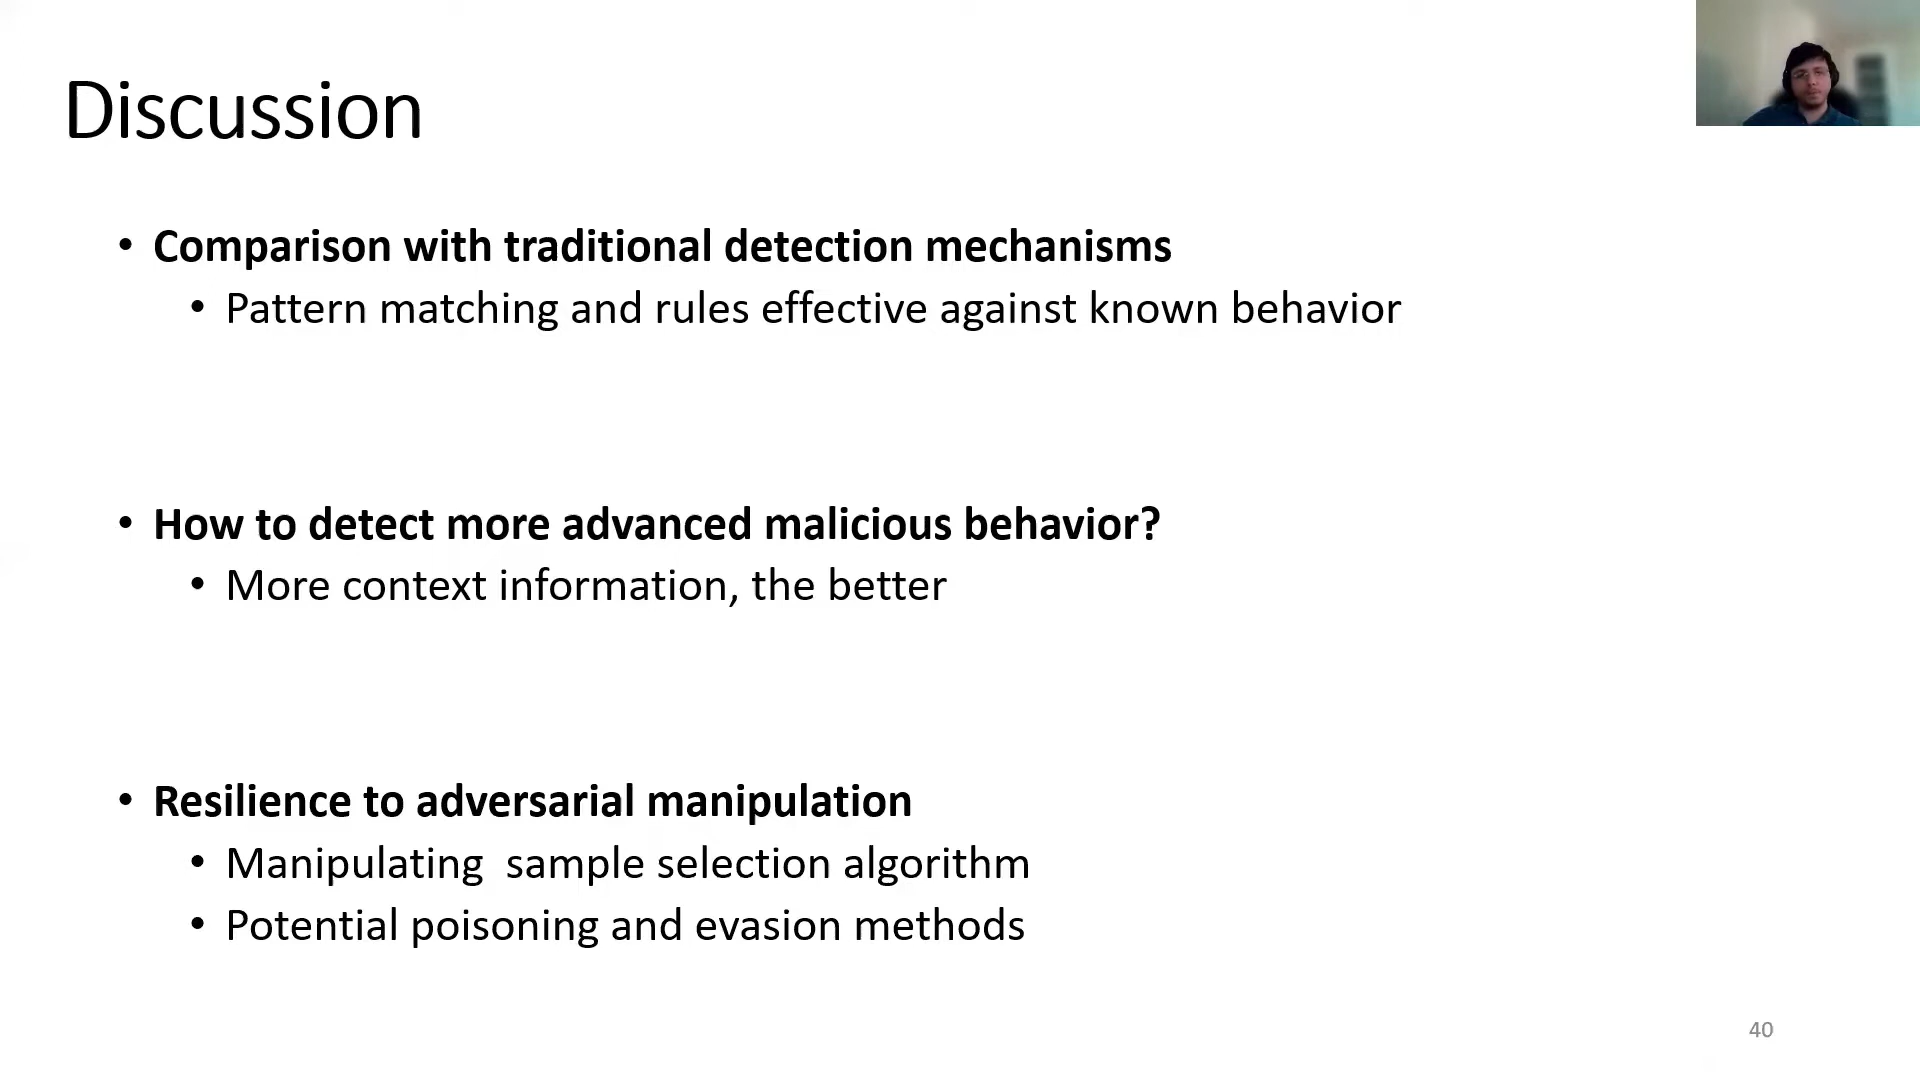 Discussion
• Comparison with traditional detection mechanisms
• Pattern matching and rules effective against known behavior
• How to detect more advanced malicious behavior?
• More context information, the better
• Resilience to adversarial manipulation
• Manipulating  sample selection algorithm
• Potential poisoning and evasion methods
40